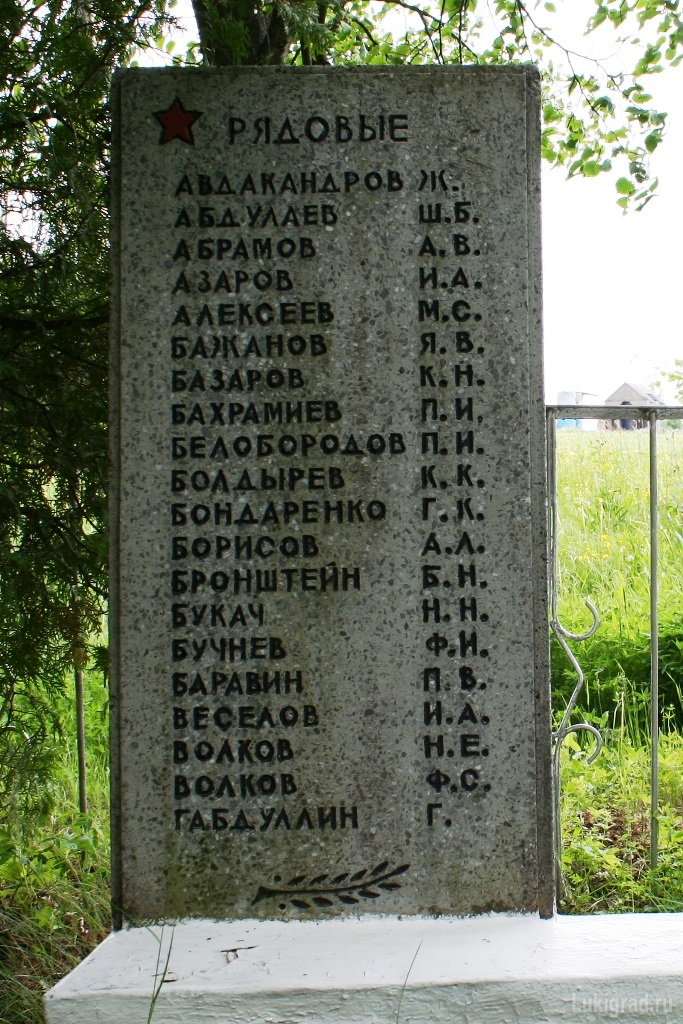 РЯДОВЫЕ
АВДАКАНДРОВ Ж.
АБДУЛАЕВ Ш.Б.
АБРАМОВ А.В.
АЗАРОВ И.А.
АЛЕКСЕЕВ М.С.
БАЖАНОВ Я.В.
БАЗАРОВ К.Н.
БАХРАМИЕВ П.И.
БЕЛОБОРОДОВ П.И.
БОЛДЫРЕВ К.К.
БОНДАРЕНКО Г.К.
БОРИСОВ А.Л.
БРОНШТЕЙН Б.Н.
БУКАЧ Н.Н.
БУЧНЕВ Ф.И.
БАРАВИН П.В.
ВЕСЕЛОВ И.А.
ВОЛКОВ Н.Е.
ВОЛКОВ Ф.С.
ГАБДУЛЛИН Г.
Lukigrad.ru